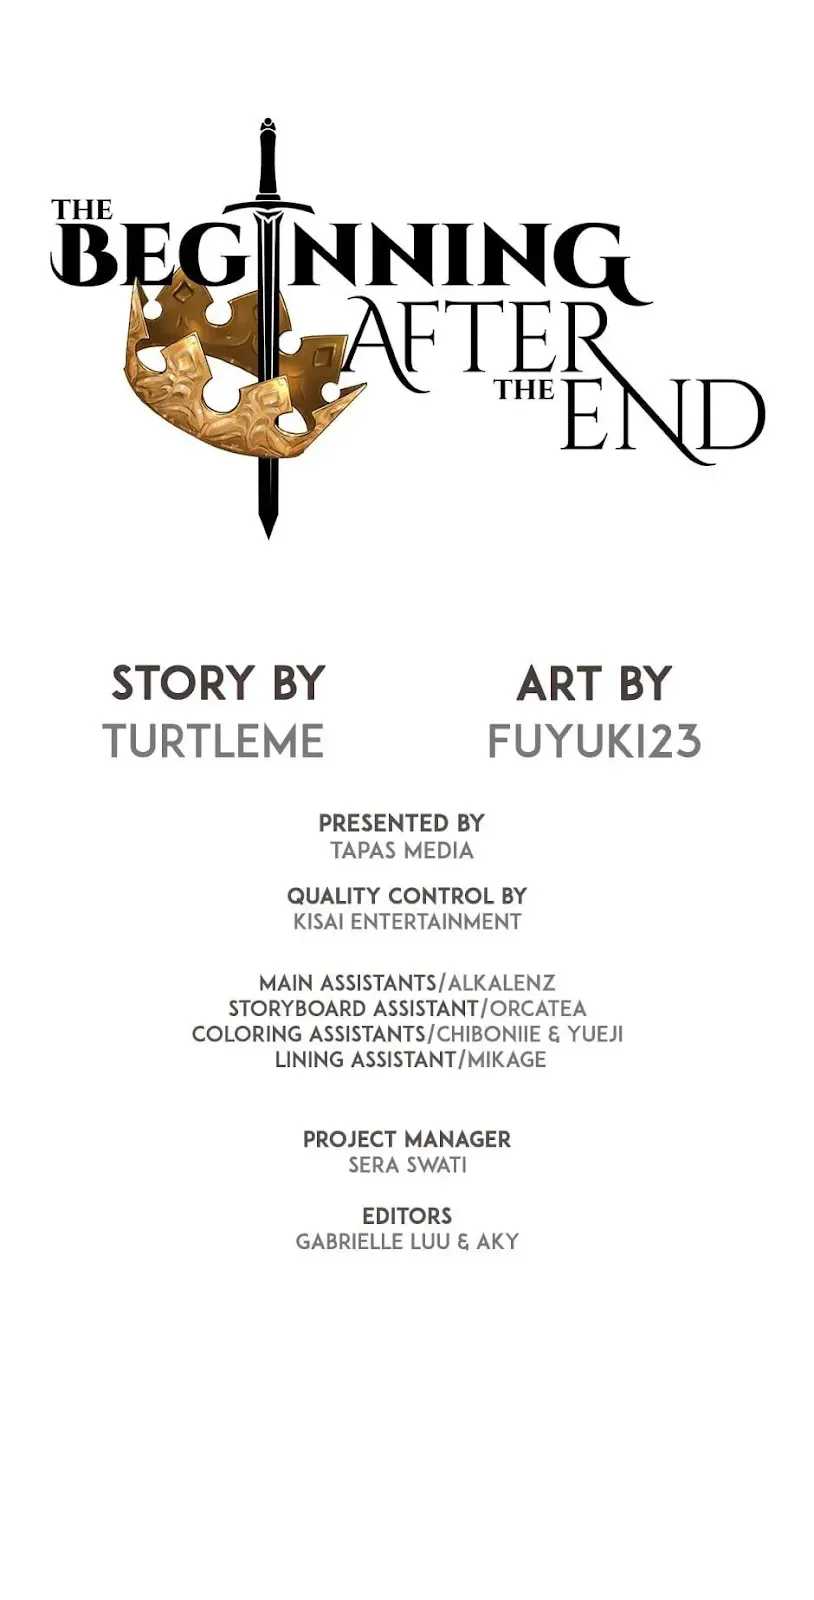 THE
BEGINNING
AFTER
THE END
STORY BY
TURTLEME
ART BY
FUYUKI23
PRESENTED BY
TAPAS MEDIA
QUALITY CONTROL BY
KISAI ENTERTAINMENT
MAIN ASSISTANTS/ALKALENZ
STORYBOARD ASSISTANT/ORCATEA
COLORING ASSISTANTS/CHIBONIIE & YUEJI
LINING ASSISTANT/MIKAGE
PROJECT MANAGER
SERA SWATI
EDITORS
GABRIELLE LUU & AKY